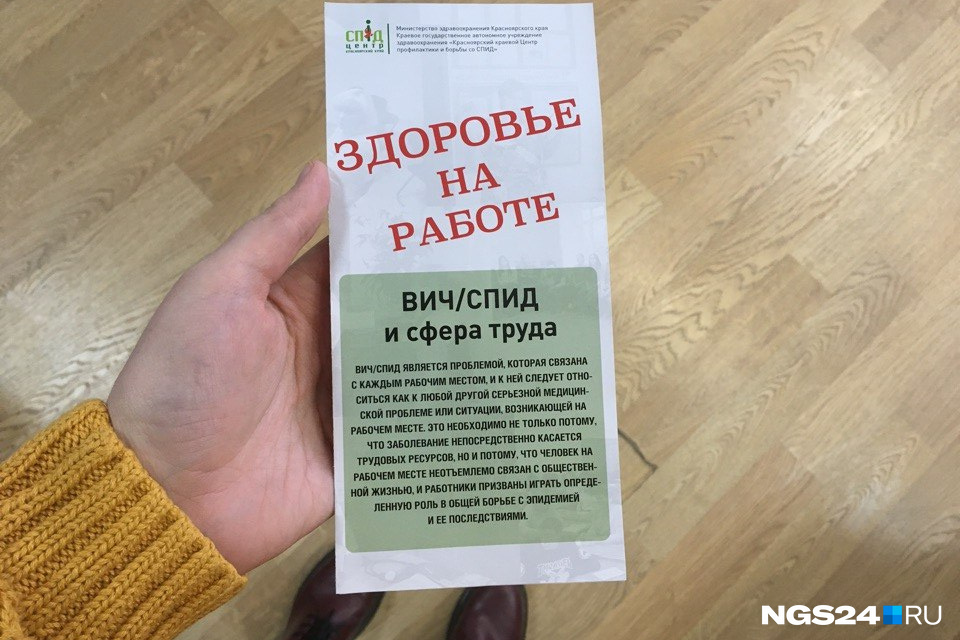 СПИД
центр
КРАСНОЯРСКИЙ КРАЙ
Министерство здравоохранения Красноярского края
Краевое государственное автономное учреждение
здравоохранения «Красноярский краевой Центр
профилактики и борьбы со СПИД»
ЗДОРОВЬЕ
НА
РАБОТЕ
ВИЧ/СПИД
и сфера труда
ВИЧ/СПИД ЯВЛЯЕТСЯ ПРОБЛЕМОЙ, КОТОРАЯ СВЯЗАНА
С КАЖДЫМ РАБОЧИМ МЕСТОМ, И К НЕЙ СЛЕДУЕТ ОТНО-
СИТЬСЯ КАК К ЛЮБОЙ ДРУГОЙ СЕРЬЕЗНОЙ МЕДИЦИН-
СКОЙ ПРОБЛЕМЕ ИЛИ СИТУАЦИИ, ВОЗНИКАЮЩЕЙ НА
РАБОЧЕМ МЕСТЕ. ЭТО НЕОБХОДИМО НЕ ТОЛЬКО ПОТОМУ,
ЧТО ЗАБОЛЕВАНИЕ НЕПОСРЕДСТВЕННО КАСАЕТСЯ
ТРУДОВЫХ РЕСУРСОВ, НО И ПОТОМУ, ЧТО ЧЕЛОВЕК НА
РАБОЧЕМ МЕСТЕ НЕОТЪЕМЛЕМО СВЯЗАН С ОБЩЕСТВЕН-
НОЙ ЖИЗНЬЮ, И РАБОТНИКИ ПРИЗВАНЫ ИГРАТЬ ОПРЕДЕ-
ЛЕННУЮ РОЛЬ В ОБЩЕЙ БОРЬБЕ С ЭПИДЕМИЕЙ
И ЕЕ ПОСЛЕДСТВИЯМИ.
NGS24.RU